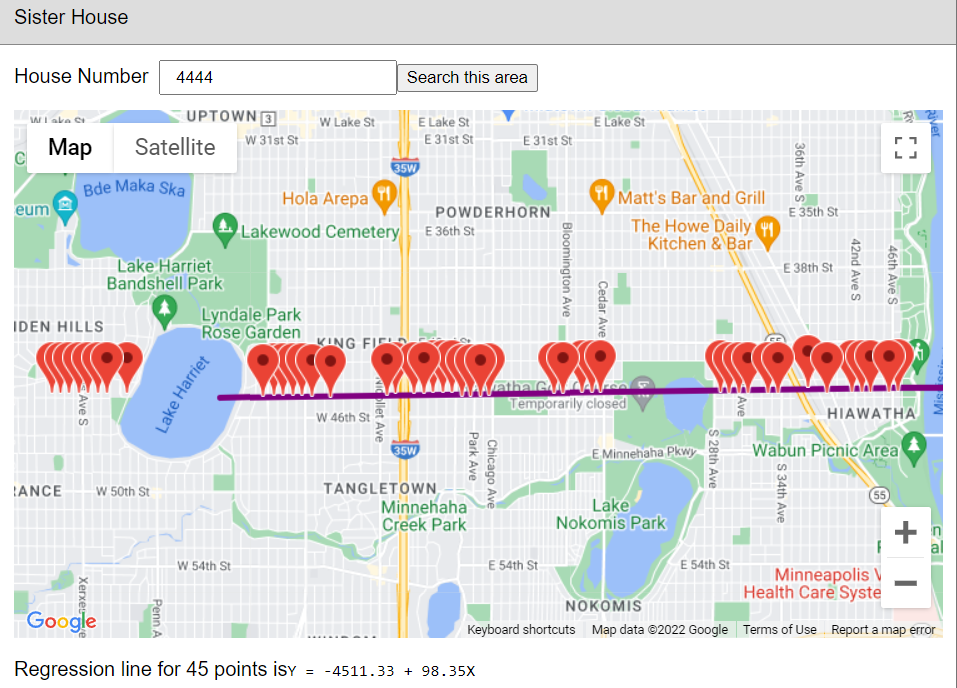 Sister House
House Number 4444 Search this area
UPTOWN 3
W Lake St
E Lake St
E Lake St
W 31st St
E 31st St
E 31st St
Map Satellite
35W
Bde Maka Ska
eum
Hola Arepa
Matt's Bar and Grill
POWDERHORN
36th Ave S
E 35th St
Lakewood Cemetery
E 36th St
The Howe Daily
Kitchen & Bar
Bloomington Ave
42nd Ave S
46th Ave S
Lake Harriet
Bandshell Park
E 38th St
Cedar Ave
Lyndale Park
Rose Garden
DEN HILLS
KING FIELD
55
Lake Harriet
Ave S
Temporarily closed
W 46th St
Ave
HIAWATHA
35W
Park Ave
Chicago Ave
E Minnehaha Pkwy
S 28th Ave
Wabun Picnic Area
RANCE
W 50th St
TANGLETOWN
Minnehaha
Creek Park
Lake
Nokomis Park
S 34th Ave
55
W 54th St
E 54th St
E 54th St
Minneapolis V
Health Care Syste
Penn A
NOKOMIS
Google
Keyboard shortcuts Map data ©2022 Google Terms of Use Report a map error
Regression line for 45 points isY = -4511.33 + 98.35X